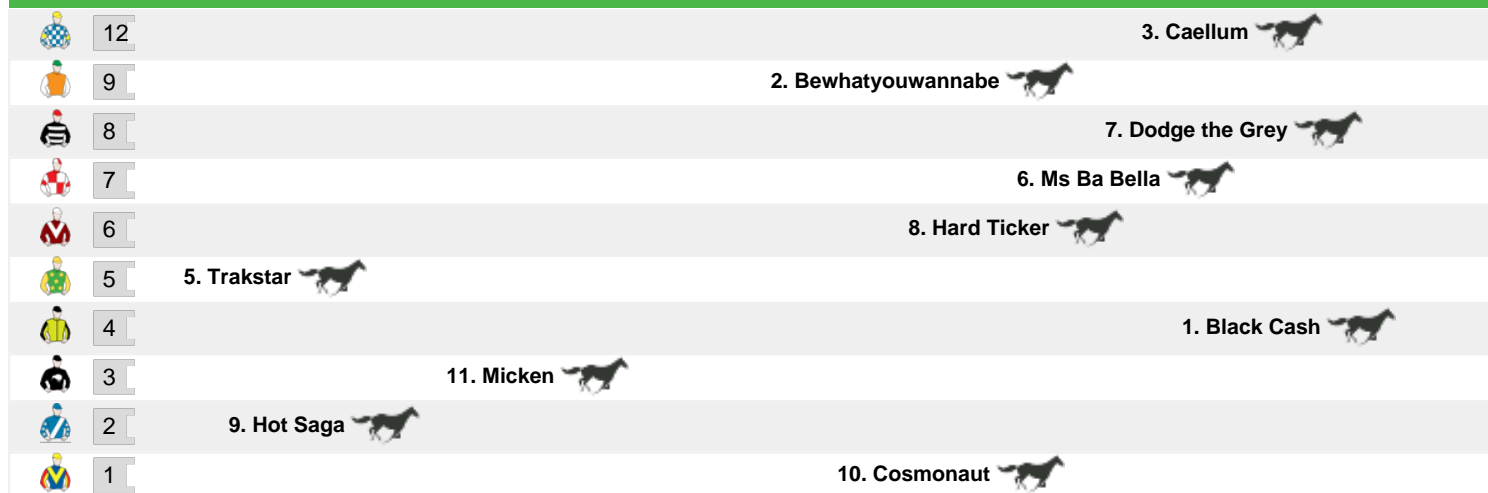 12 3. Caellum
9 2. Bewhatyouwannabe
8 7. Dodge the Grey
7 6. Ms Ba Bella
6 8. Hard Ticker
5 5. Trakstar
4 1. Black Cash
3 11. Micken
2 9. Hot Saga
1 10. Cosmonaut